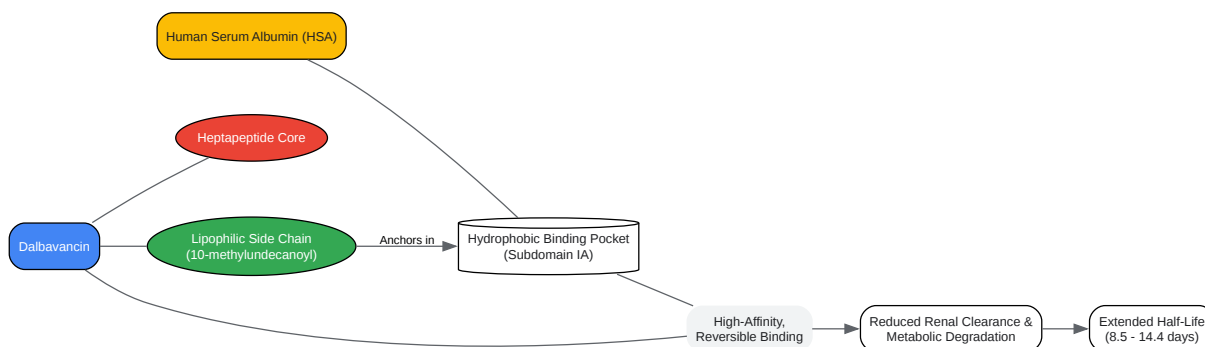 Human Serum Albumin (HSA)
Heptapeptide Core
Dalbavancin
Lipophilic Side Chain
(10-methylundecanoyl)
Anchors in
Hydrophobic Binding Pocket
(Subdomain IA)
High-Affinity,
Reversible Binding
Reduced Renal Clearance &
Metabolic Degradation
Extended Half-Life
(8.5 - 14.4 days)